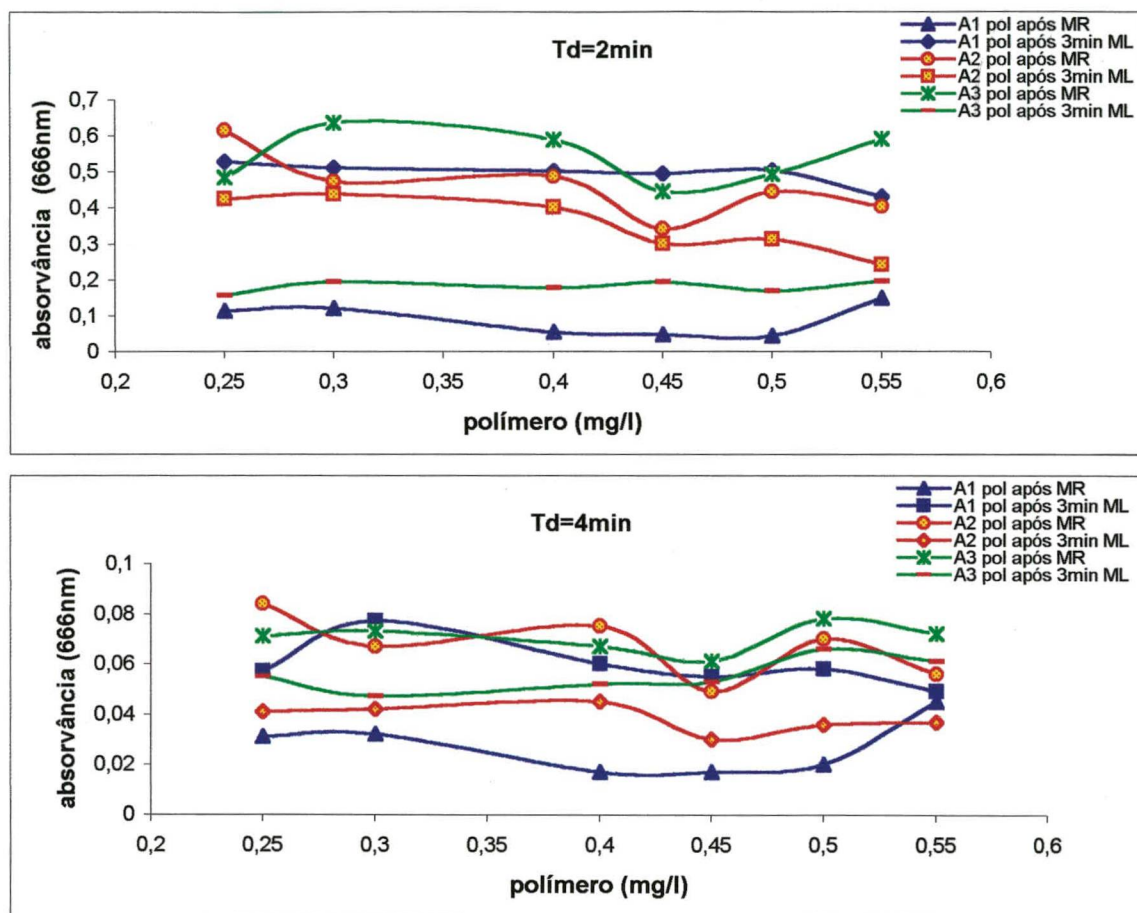 Td=2min
A1 pol após MR
A1 pol após 3min ML
A2 pol após MR
A2 pol após 3min ML
A3 pol após MR
A3 pol após 3min ML
absorvância (666nm)
0,7
0,6
0,5
0,4
0,3
0,2
0,1
0
0,2
0,25
0,3
0,35
0,4
0,45
0,5
0,55
0,6
polímero (mg/l)
Td=4min
A1 pol após MR
A1 pol após 3min ML
A2 pol após MR
A2 pol após 3min ML
A3 pol após MR
A3 pol após 3min ML
absorvância (666nm)
0,1
0,08
0,06
0,04
0,02
0
0,2
0,25
0,3
0,35
0,4
0,45
0,5
0,55
0,6
polímero (mg/l)